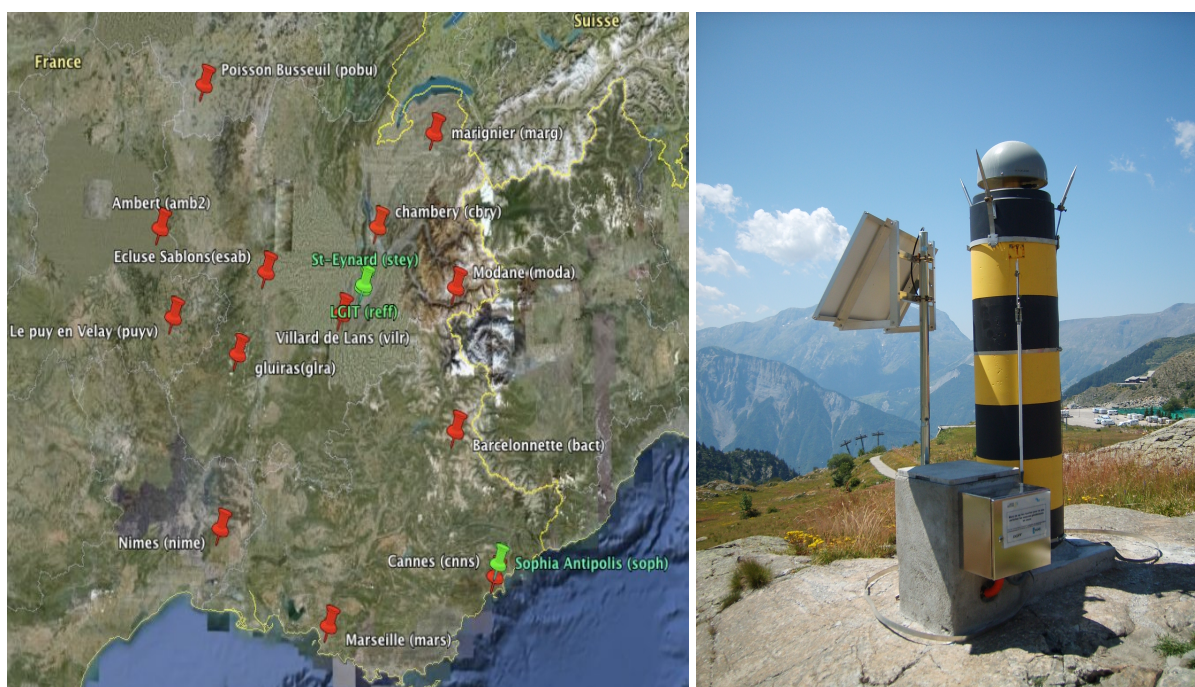 Suisse
France
Poisson Busseuil (pobu)
marignier (marg)
Ambert (amb2)
chambery (cbry)
Ecluse Sablons(esab)
St-Eynard (stey)
Modane (moda)
LGIT (reff)
Le puy en Velay (puyv)
Villard de Lans (vilr)
gluiras(glra)
Barcelonnette (bact)
Nimes (nime)
Cannes (cnns)
Sophia Antipolis (soph)
Marseille (mars)